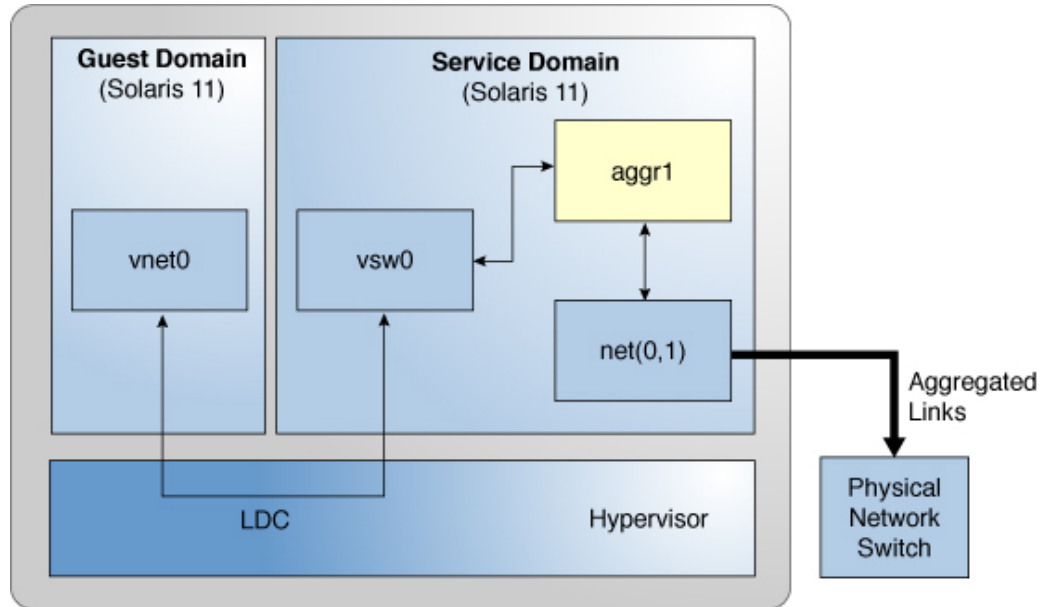 Guest Domain
(Solaris 11)
Service Domain
(Solaris 11)
aggr1
vnet0
vsw0
net(0,1)
Aggregated
Links
LDC
Hypervisor
Physical
Network
Switch